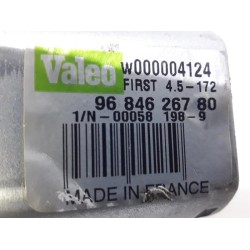 Valeo
W000004124
FIRST 4.5-172
96 846 267 80
1/N-00058 198-9
MADE IN FRANCE